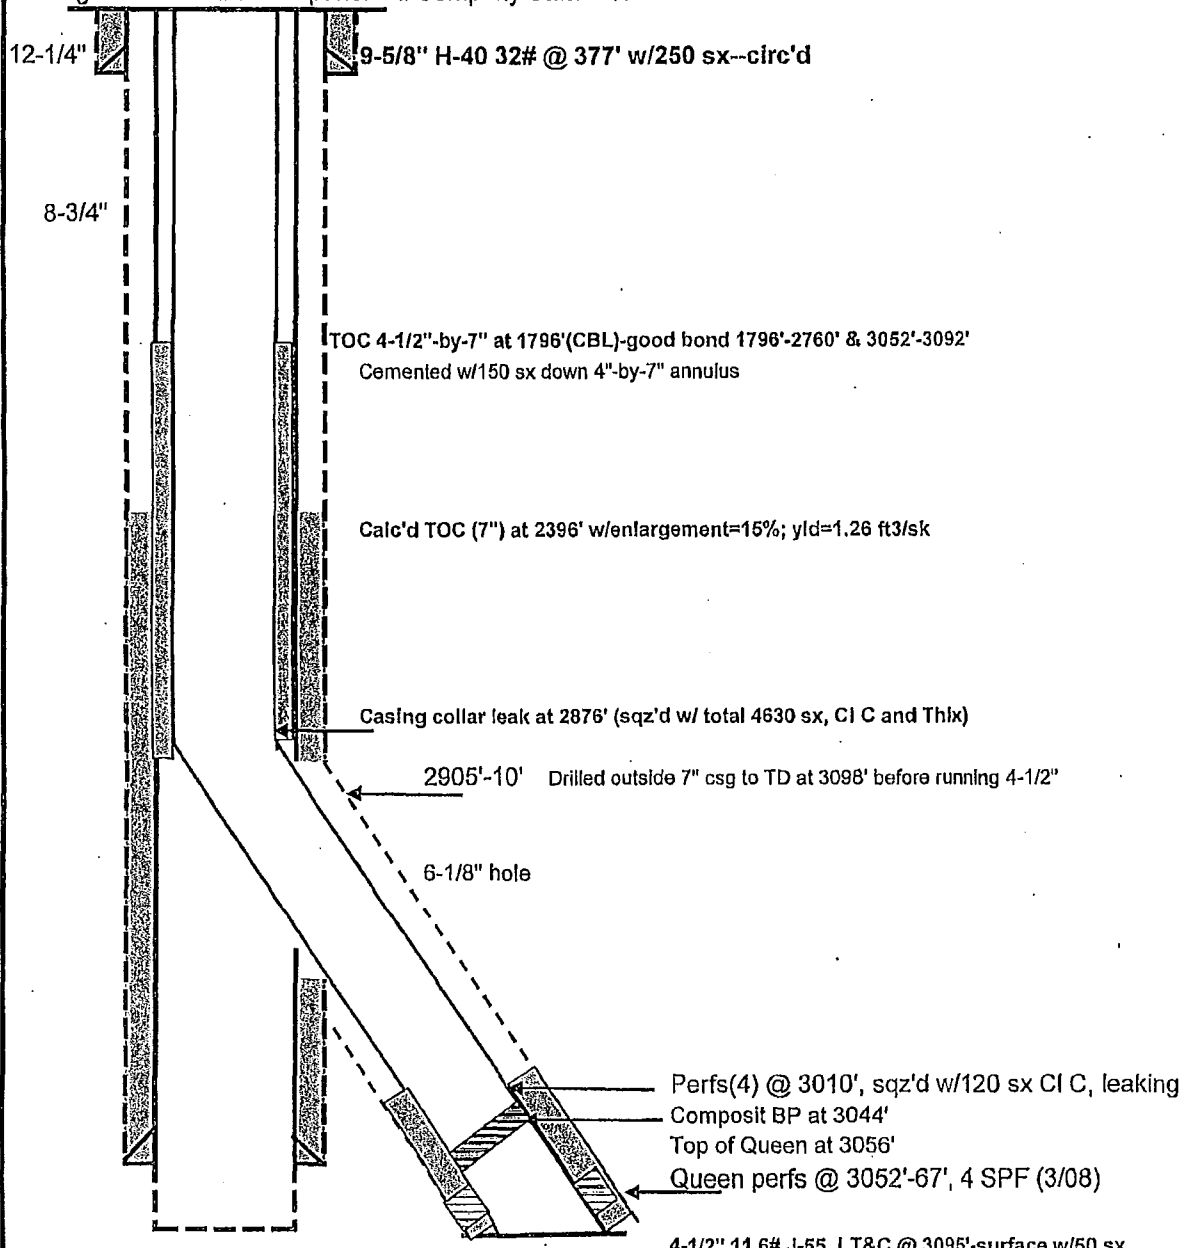 12-1/4"
9-5/8" H-40 32# @ 377' w/250 sx--circ'd
8-3/4"
TOC 4-1/2"-by-7" at 1796'(CBL)-good bond 1796'-2760' & 3052'-3092'
Cemented w/150 sx down 4"-by-7" annulus
Calc'd TOC (7") at 2396' w/enlargement=15%; yld=1.26 ft3/sk
Casing collar leak at 2876' (sqz'd w/ total 4630 sx, Cl C and Thix)
2905'-10' Drilled outside 7" csg to TD at 3098' before running 4-1/2"
6-1/8" hole
Perfs(4) @ 3010', sqz'd w/120 sx Cl C, leaking
Composit BP at 3044'
Top of Queen at 3056'
Queen perfs @ 3052'-67', 4 SPF (3/08)
4-1/2" 11.6# J-55, LT&C @ 3095'-surface w/50 sx